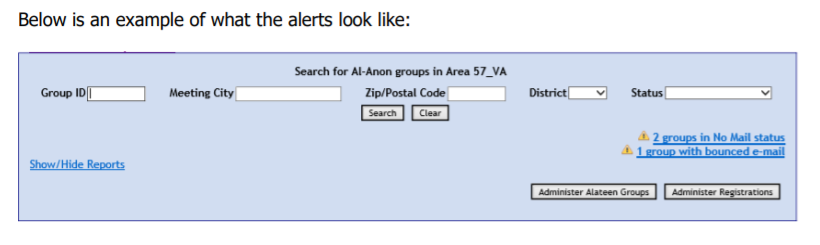 Below is an example of what the alerts look like:
Search for Al-Anon groups in Area 57_VA
Group ID Meeting City Zip/Postal Code District Status
Search Clear
2 groups in No Mail status
1 group with bounced e-mail
Show/Hide Reports
Administer Alateen Groups Administer Registrations